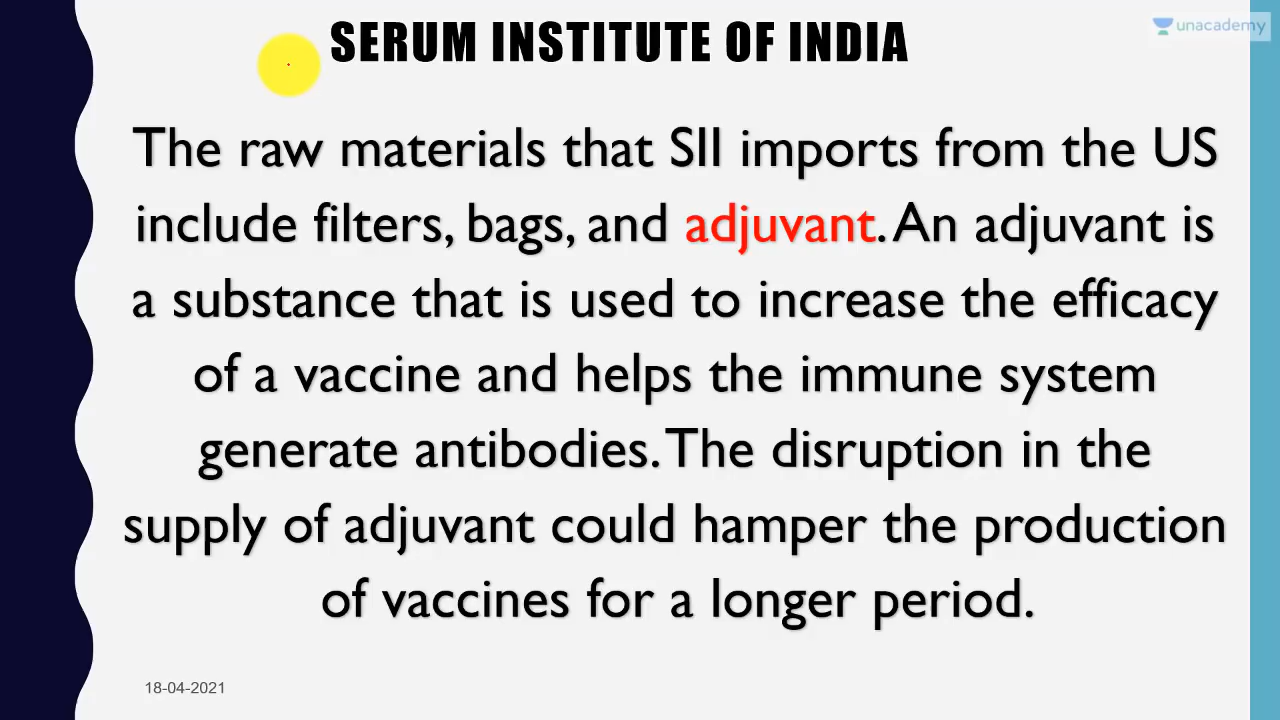 SERUM INSTITUTE OF INDIA
unacademy
The raw materials that SII imports from the US
include filters, bags, and adjuvant. An adjuvant is
a substance that is used to increase the efficacy
of a vaccine and helps the immune system
generate antibodies. The disruption in the
supply of adjuvant could hamper the production
of vaccines for a longer period.
18-04-2021